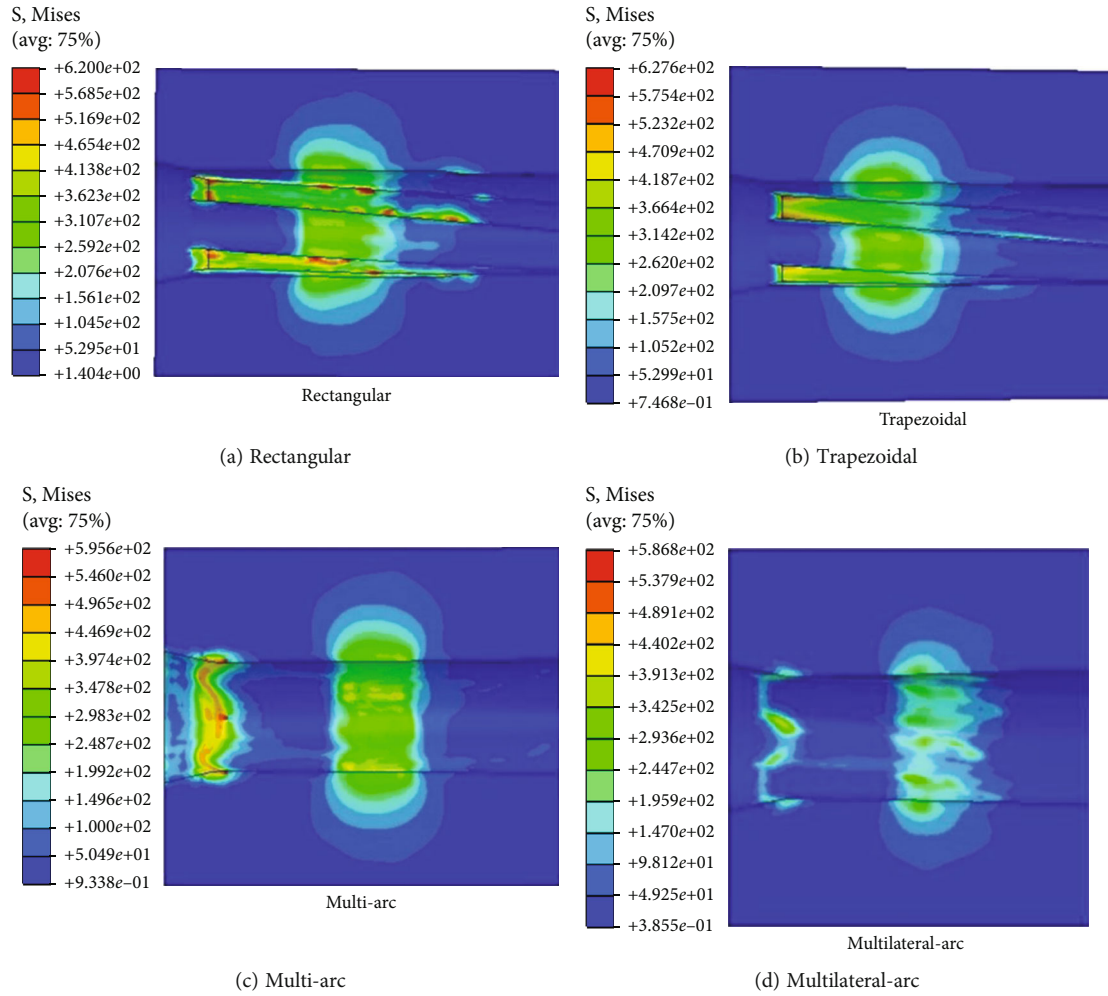 S, Mises
(avg: 75%)
+6.200e+02
+5.685e+02
+5.169e+02
+4.654e+02
+4.138e+02
+3.623e+02
+3.107e+02
+2.592e+02
+2.076e+02
+1.561e+02
+1.045e+02
+5.295e+01
+1.404e+00
Rectangular
(a) Rectangular
S, Mises
(avg: 75%)
+6.276e+02
+5.754e+02
+5.232e+02
+4.709e+02
+4.187e+02
+3.664e+02
+3.142e+02
+2.620e+02
+2.097e+02
+1.575e+02
+1.052e+02
+5.299e+01
+7.468e–01
Trapezoidal
(b) Trapezoidal
S, Mises
(avg: 75%)
+5.956e+02
+5.460e+02
+4.965e+02
+4.469e+02
+3.974e+02
+3.478e+02
+2.983e+02
+2.487e+02
+1.992e+02
+1.496e+02
+1.000e+02
+5.049e+01
+9.338e–01
Multi-arc
(c) Multi-arc
S, Mises
(avg: 75%)
+5.868e+02
+5.379e+02
+4.891e+02
+4.402e+02
+3.913e+02
+3.425e+02
+2.936e+02
+2.447e+02
+1.959e+02
+1.470e+02
+9.812e+01
+4.925e+01
+3.855e–01
Multilateral-arc
(d) Multilateral-arc